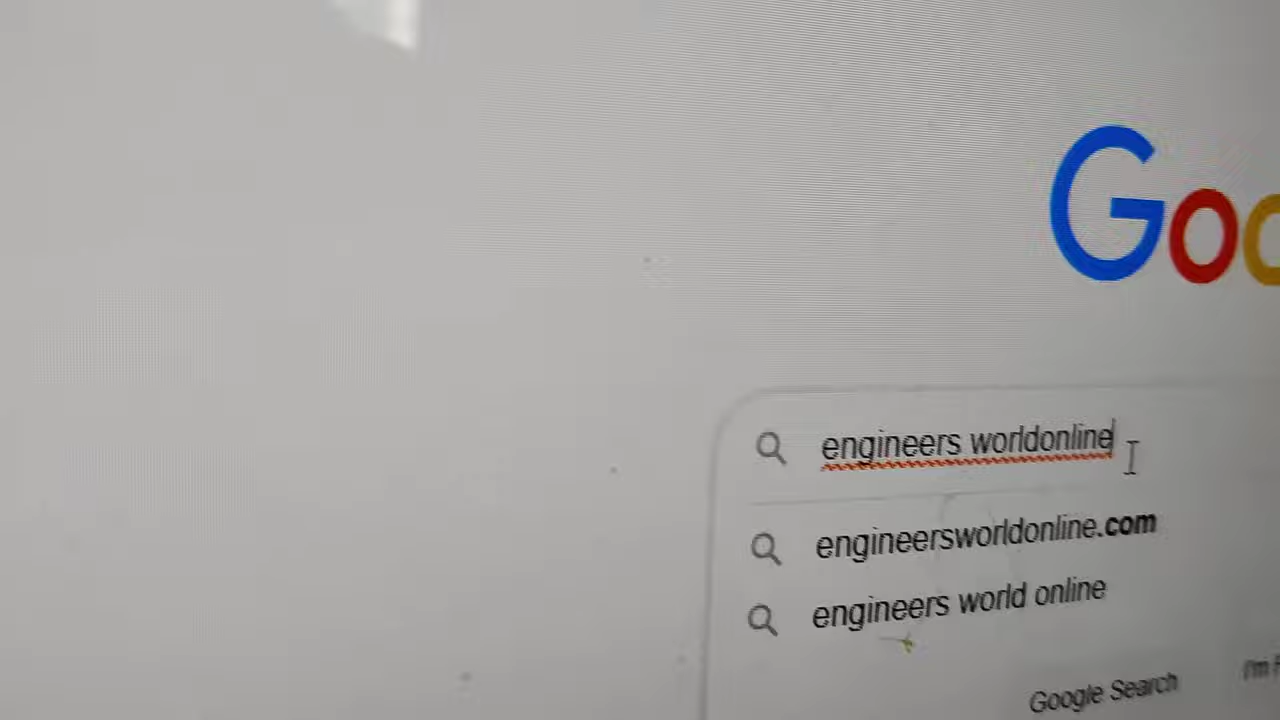 Goo
engineers worldonline
engineersworldonline.com
engineers world online
Google Search
I'm